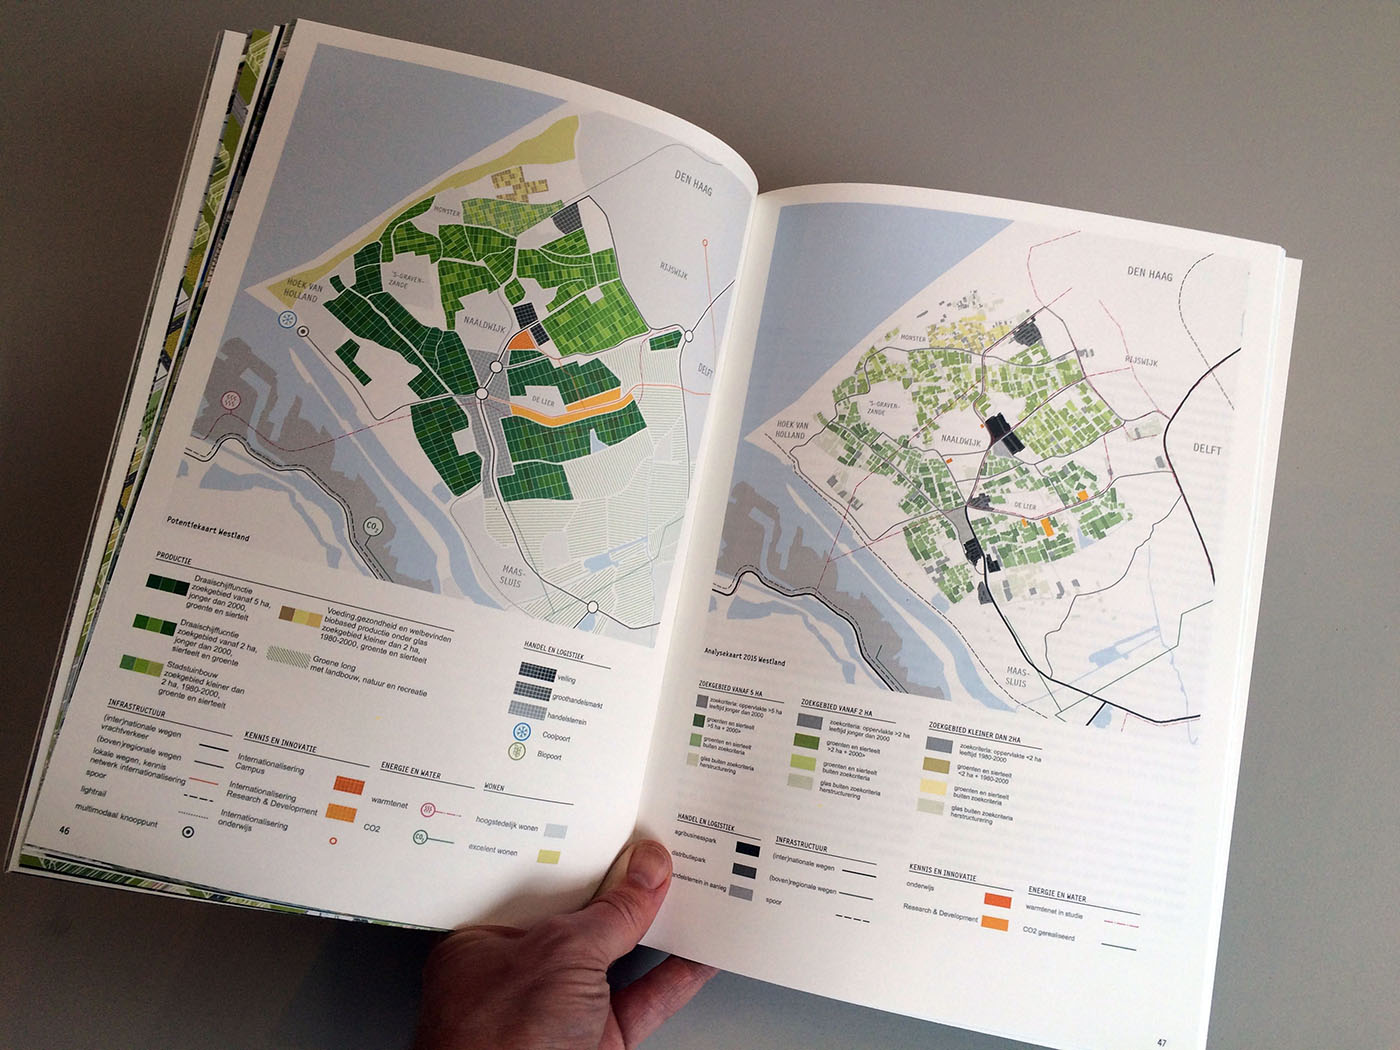 DEN HAAG
MONSTER
RIJSWIJK
'S-GRAVEN-
ZANDE
HOEK VAN
HOLLAND
NAALDWIJK
DELFT
DE LIER
CO2
MAAS-
SLUIS
Potentiekaart Westland
PRODUCTIE
Draaischijffunctie
zoekgebied vanaf 5 ha,
jonger dan 2000,
groente en sierteelt
Draaischijfucntie
zoekgebied vanaf 2 ha,
jonger dan 2000,
sierteelt en groente
Stadstuinbouw
zoekgebied kleiner dan
2 ha, 1980-2000,
groente en sierteelt
Voeding,gezondheid en welbevinden
biobased productie onder glas
zoekgebied kleiner dan 2 ha,
1980-2000, groente en sierteelt
Groene long
met landbouw, natuur en recreatie
HANDEL EN LOGISTIEK
veiling
groothandelsmarkt
handelsterrein
Coolpoort
Biopoort
INFRASTRUCTUUR
(inter)nationale wegen
vrachtverkeer
(boven)regionale wegen
lokale wegen, kennis
netwerk internationalisering
spoor
lightrail
multimodaal knooppunt
KENNIS EN INNOVATIE
Internationalisering
Campus
Internationalisering
Research & Development
Internationalisering
onderwijs
ENERGIE EN WATER
warmtenet
CO2
CO2
WONEN
hoogstedelijk wonen
excelent wonen
46
DEN HAAG
MONSTER
RIJSWIJK
'S-GRAVEN-
ZANDE
HOEK VAN
HOLLAND
NAALDWIJK
DELFT
DE LIER
MAAS-
SLUIS
Analysekaart 2015 Westland
ZOEKGEBIED VANAF 5 HA
zoekcriteria: oppervlakte >5 ha
leeftijd jonger dan 2000
groenten en sierteelt
>5 ha + 2000>
groenten en sierteelt
buiten zoekcriteria
glas buiten zoekcriteria
herstructurering
ZOEKGEBIED VANAF 2 HA
zoekcriteria: oppervlakte >2 ha
leeftijd jonger dan 2000
groenten en sierteelt
>2 ha + 2000>
groenten en sierteelt
buiten zoekcriteria
glas buiten zoekcriteria
herstructurering
ZOEKGEBIED KLEINER DAN 2HA
zoekcriteria: oppervlakte <2 ha
leeftijd 1980-2000
groenten en sierteelt
<2 ha + 1980-2000
groenten en sierteelt
buiten zoekcriteria
glas buiten zoekcriteria
herstructurering
HANDEL EN LOGISTIEK
agribusinesspark
distributiepark
handelsterrein in aanleg
INFRASTRUCTUUR
(inter)nationale wegen
(boven)regionale wegen
spoor
KENNIS EN INNOVATIE
onderwijs
Research & Development
ENERGIE EN WATER
warmtenet in studie
CO2 gerealiseerd
47